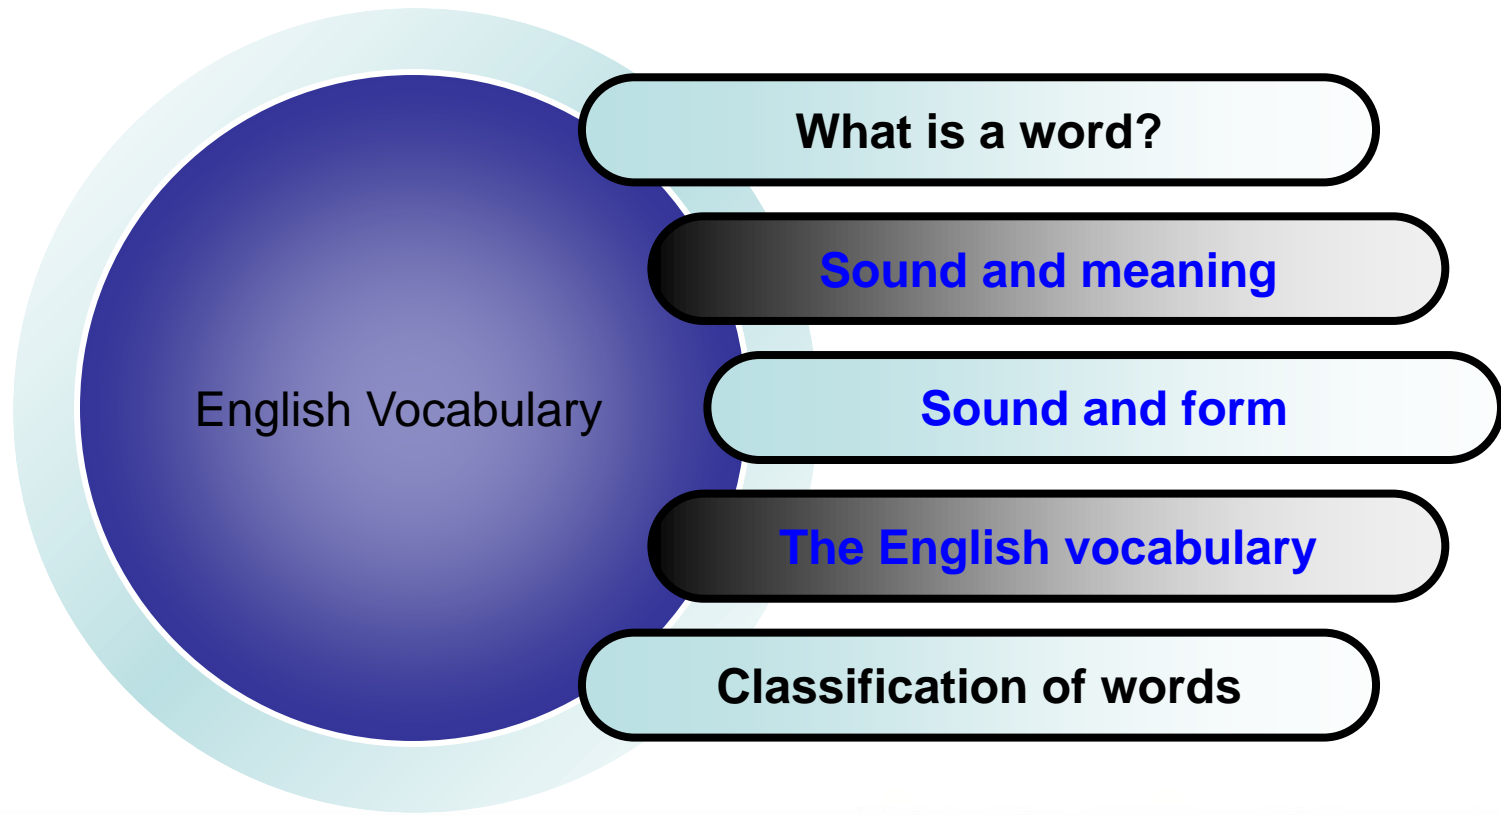 What is a word?
Sound and meaning
English Vocabulary
Sound and form
The English vocabulary
Classification of words